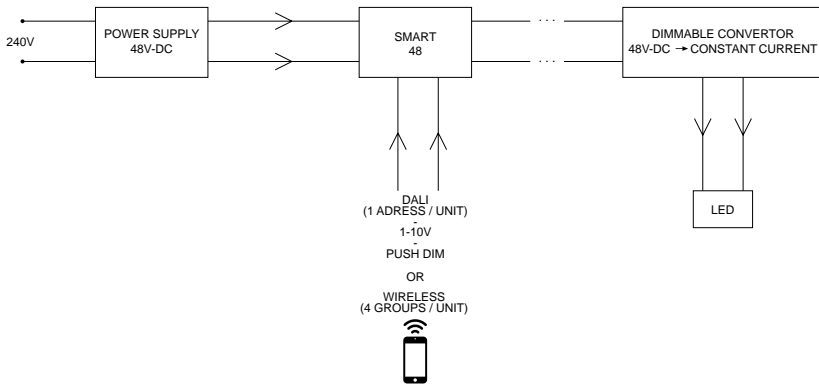 240V
POWER SUPPLY
48V-DC
SMART
48
DIMMABLE CONVERTOR
48V-DC → CONSTANT CURRENT
LED
DALI
(1 ADRESS / UNIT)
-
1-10V
-
PUSH DIM
OR
WIRELESS
(4 GROUPS / UNIT)